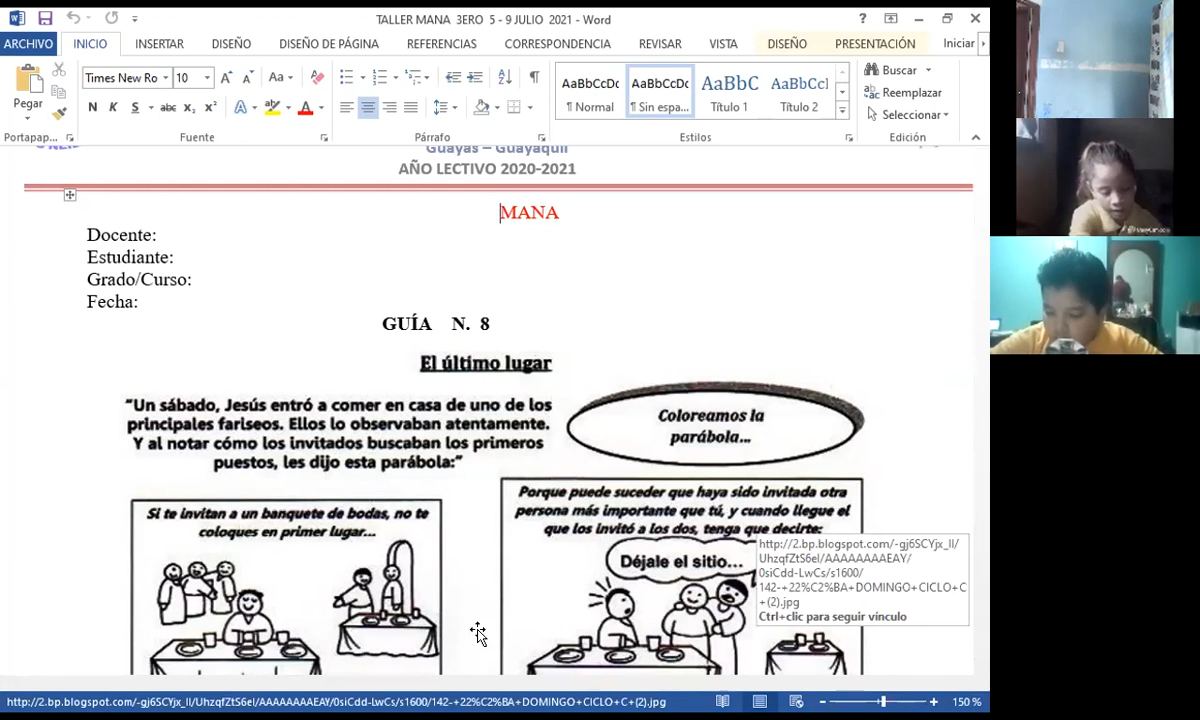 TALLER MANA 3ERO 5 - 9 JULIO 2021 - Word
ARCHIVO INICIO INSERTAR DISEÑO DISEÑO DE PÁGINA REFERENCIAS CORRESPONDENCIA REVISAR VISTA DISEÑO PRESENTACIÓN Iniciar
Pegar
Times New Ro 10
N K S abc x₂ x²
AaBbCcDc AaBbCcDc AaBbC AaBbCcl
¶ Normal ¶ Sin espa... Título 1 Título 2
Buscar
Reemplazar
Seleccionar
Portapap... Fuente Párrafo Estilos Edición
Guayas – Guayaquil
AÑO LECTIVO 2020-2021
MANA
Docente:
Estudiante:
Grado/Curso:
Fecha:
GUÍA N. 8
El último lugar
"Un sábado, Jesús entró a comer en casa de uno de los
principales fariseos. Ellos lo observaban atentamente.
Y al notar cómo los invitados buscaban los primeros
puestos, les dijo esta parábola:"
Coloreamos la
parábola...
Si te invitan a un banquete de bodas, no te
coloques en primer lugar...
Porque puede suceder que haya sido invitada otra
persona más importante que tú, y cuando llegue el
que los invitó a los dos, tenga que decirte:
Déjale el sitio...
http://2.bp.blogspot.com/-gj6SCYjx_lI/
UhzqfZtS6eI/AAAAAAAAEAY/
0siCdd-LwCs/s1600/
142-+22%C2%BA+DOMINGO+CICLO+C
+(2).jpg
Ctrl+clic para seguir vínculo
http://2.bp.blogspot.com/-gj6SCYjx_lI/UhzqfZtS6eI/AAAAAAAAEAY/0siCdd-LwCs/s1600/142-+22%C2%BA+DOMINGO+CICLO+C+(2).jpg
150 %